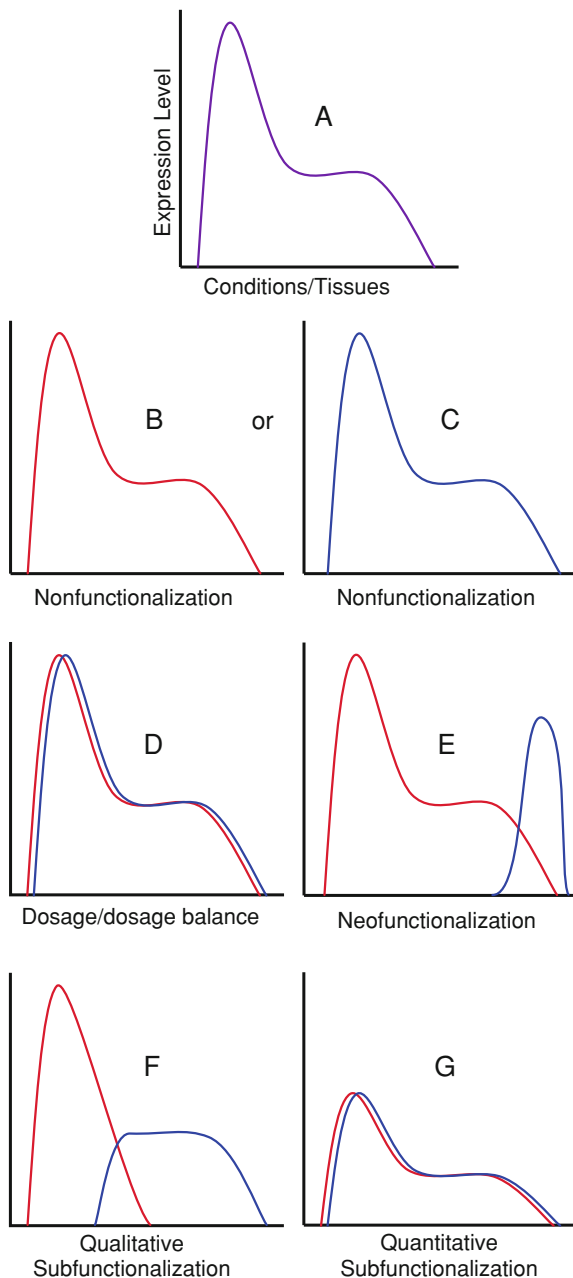 Expression Level
A
Conditions/Tissues
B
or
C
Nonfunctionalization
Nonfunctionalization
D
E
Dosage/dosage balance
Neofunctionalization
F
G
Qualitative
Subfunctionalization
Quantitative
Subfunctionalization